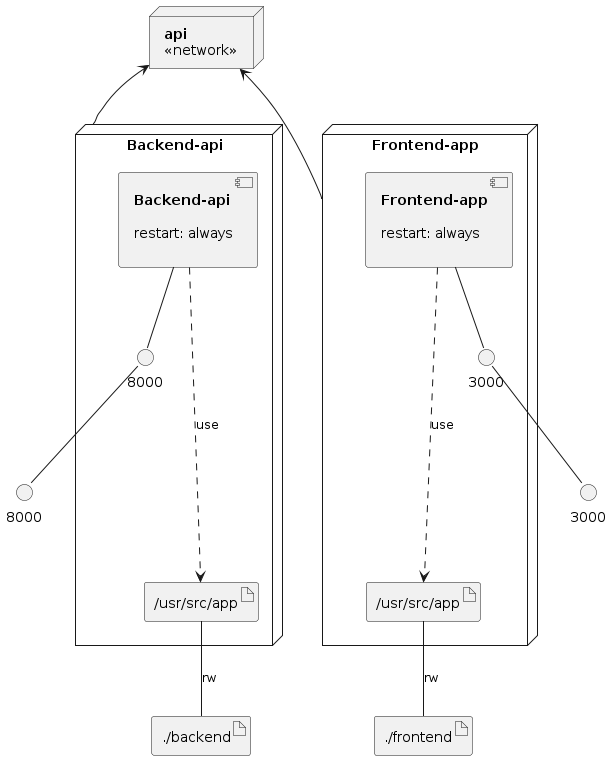 api
«network»
Backend-api
Frontend-app
Backend-api
restart: always
Frontend-app
restart: always
8000
3000
use
use
8000
3000
/usr/src/app
/usr/src/app
rw
rw
./backend
./frontend